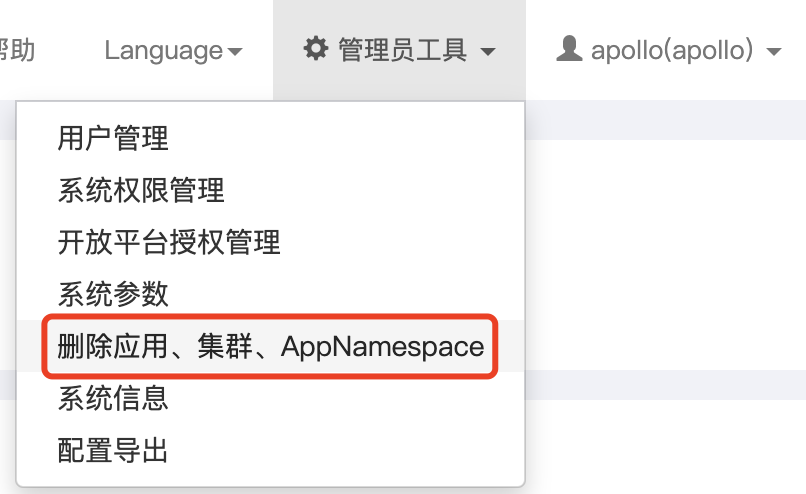 帮助 Language 管理员工具 apollo(apollo)
用户管理
系统权限管理
开放平台授权管理
系统参数
删除应用、集群、AppNamespace
系统信息
配置导出